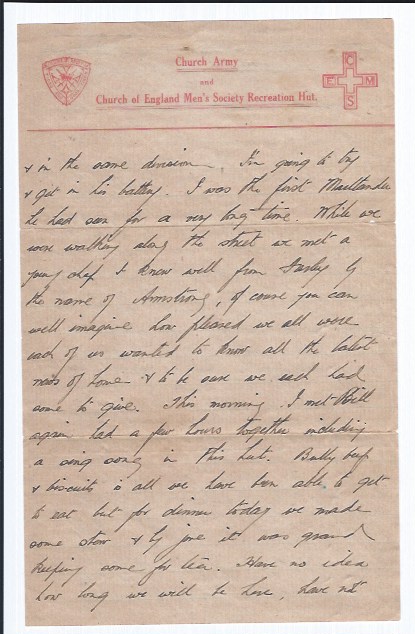 Church Army
and
Church of England Men's Society Recreation Hut.
C
E M
M S
& in the same division. I'm going to try
& get in his battery. I was the first Maitlander
he had seen for a very long time. While we
were walking along the street we met a
young chap I knew well from by
the name of Armstrong, of course you can
well imagine how pleased we all were
each of us wanted to know all the latest
news of home & to be sure we each had
some to give. This morning I met Bill
again had a few hours together including
a sing song in this hut. Bully beef
& biscuits is all we have been able to get
to eat but for dinner today we made
some stew & by jove it was grand
keeping some for tea. Have no idea
how long we will be here, have not